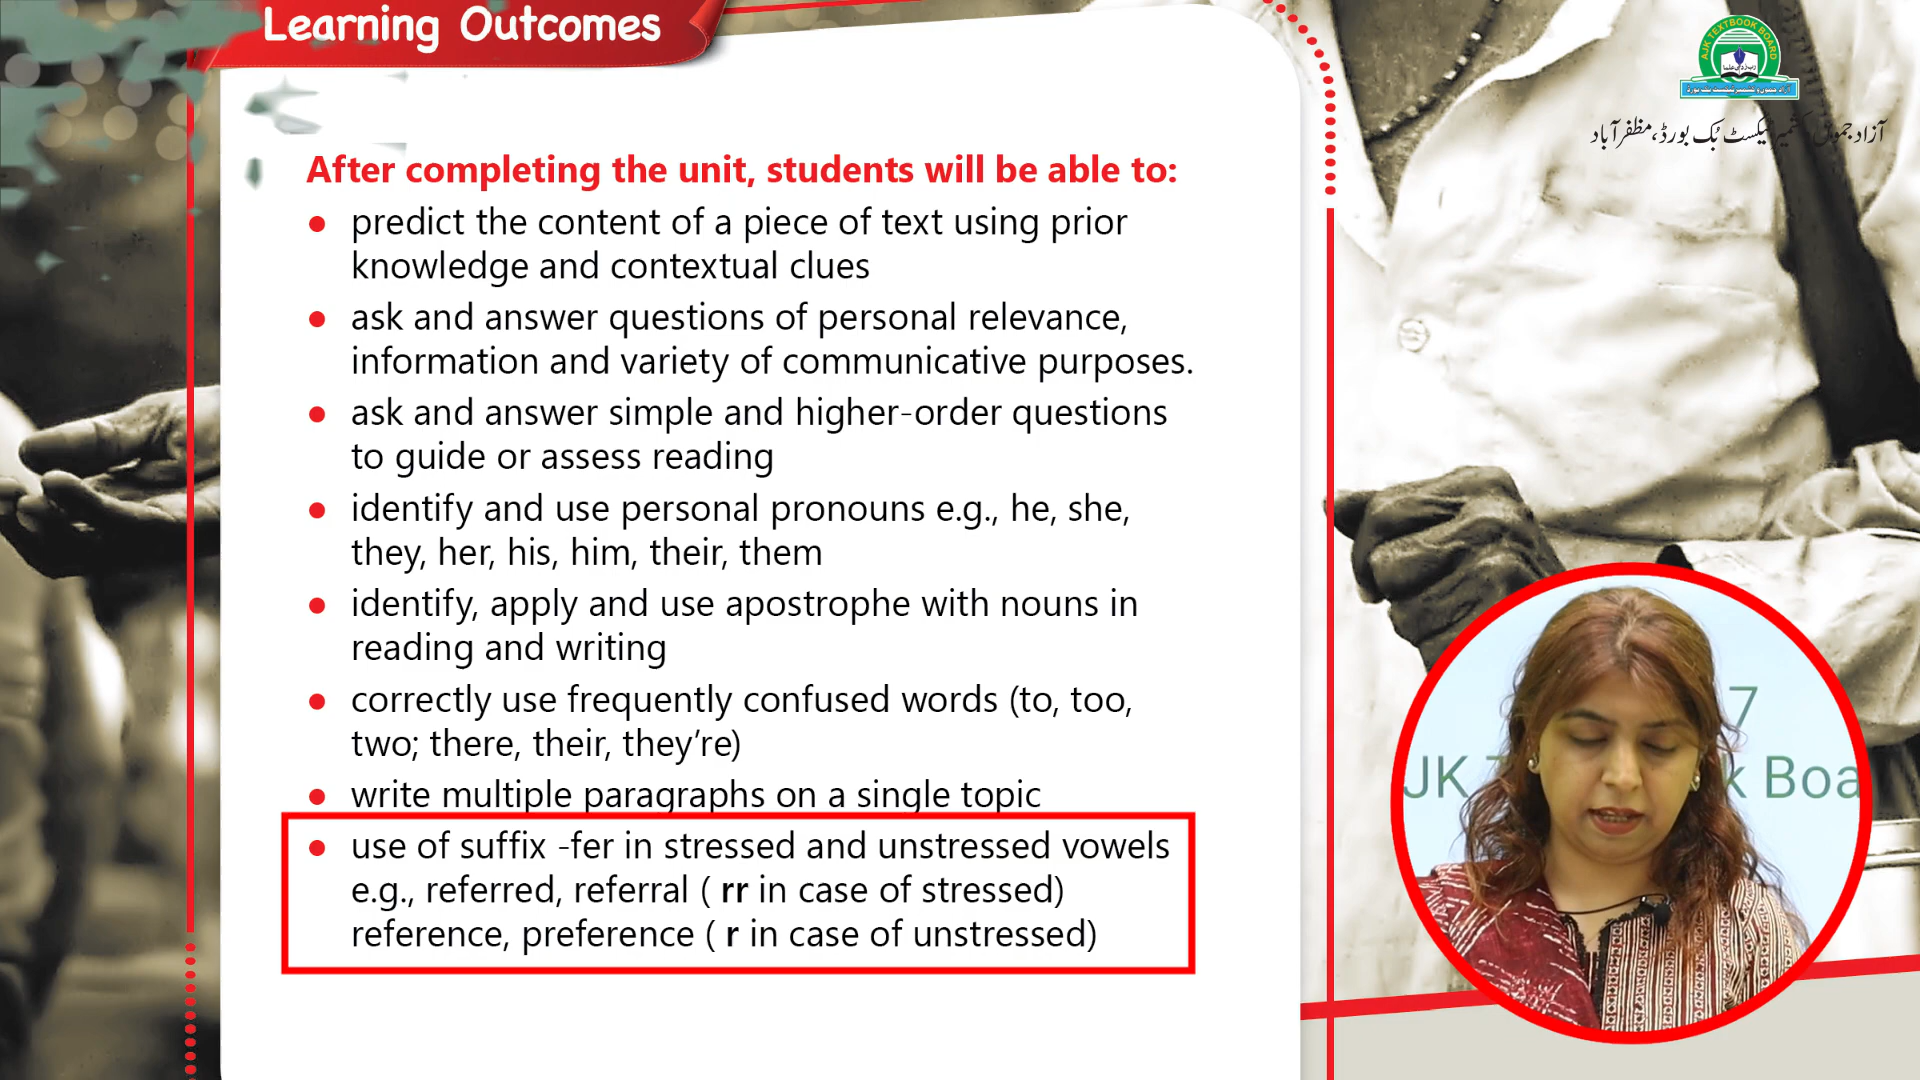 Learning Outcomes
After completing the unit, students will be able to:
● predict the content of a piece of text using prior
knowledge and contextual clues
● ask and answer questions of personal relevance,
information and variety of communicative purposes.
● ask and answer simple and higher-order questions
to guide or assess reading
● identify and use personal pronouns e.g., he, she,
they, her, his, him, their, them
● identify, apply and use apostrophe with nouns in
reading and writing
● correctly use frequently confused words (to, too,
two; there, their, they’re)
● write multiple paragraphs on a single topic
● use of suffix -fer in stressed and unstressed vowels
e.g., referred, referral ( rr in case of stressed)
reference, preference ( r in case of unstressed)
AJK TEXTBOOK BOARD
آزاد جموں و کشمیر ٹیکسٹ بُک بورڈ، مظفرآباد
7
JK T k Boa